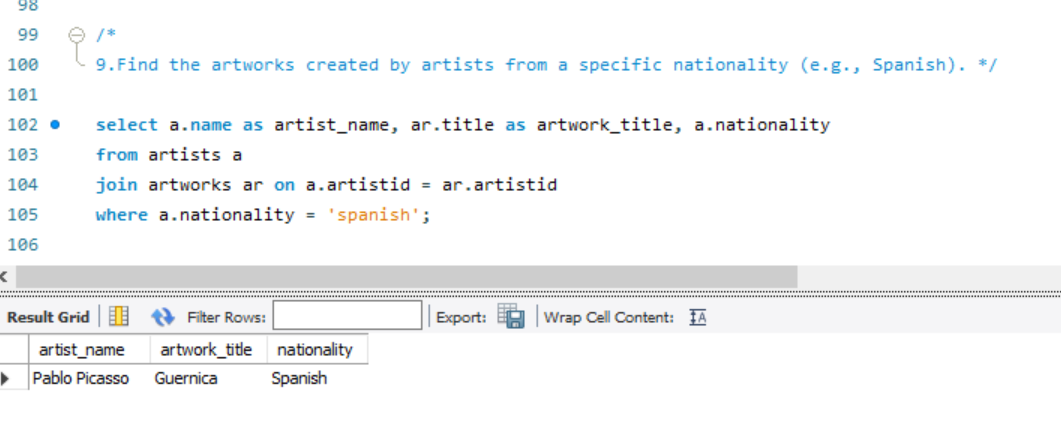 98
99 /*
100 9.Find the artworks created by artists from a specific nationality (e.g., Spanish). */
101
102 select a.name as artist_name, ar.title as artwork_title, a.nationality
103 from artists a
104 join artworks ar on a.artistid = ar.artistid
105 where a.nationality = 'spanish';
106
Result Grid Filter Rows: Export: Wrap Cell Content: IA
artist_name artwork_title nationality
Pablo Picasso Guernica Spanish